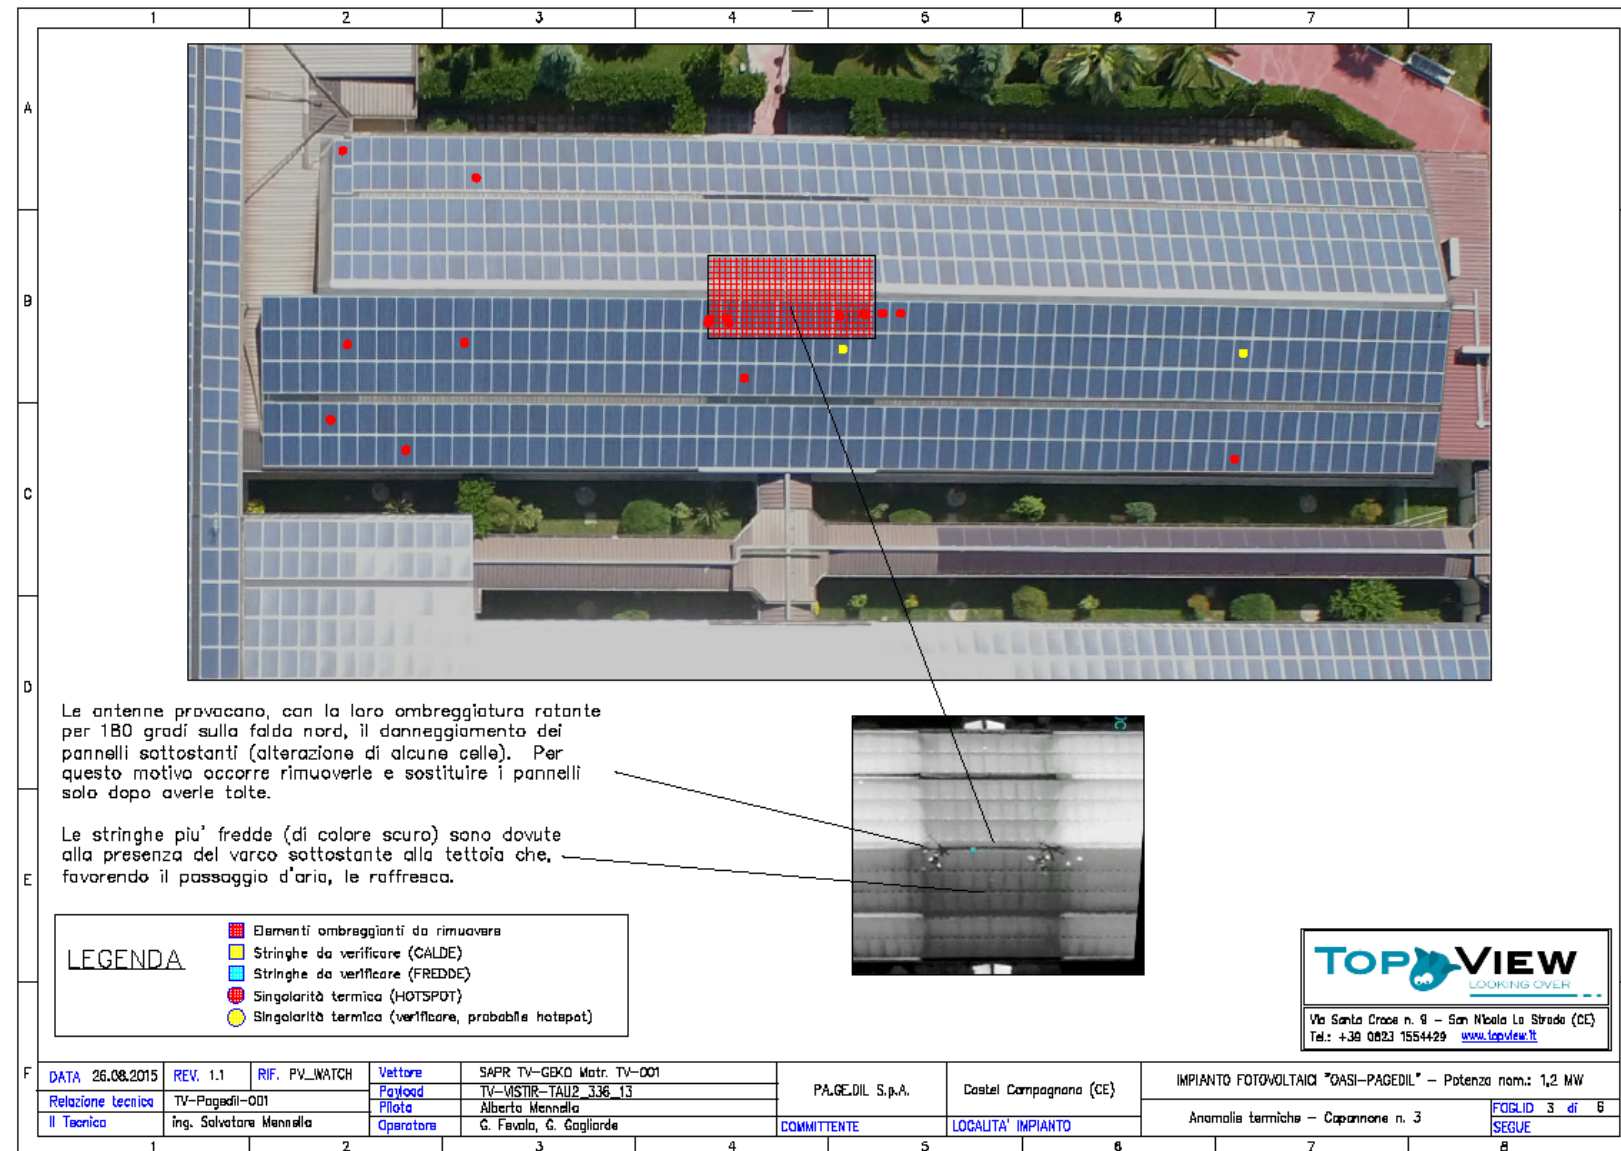 1 2 3 4 5 6 7
A
B
C
D
E
F
Le antenne provocano, con la loro ombreggiatura rotante
per 180 gradi sulla falda nord, il danneggiamento dei
pannelli sottostanti (alterazione di alcune celle). Per
questo motivo occorre rimuoverle e sostituire i pannelli
solo dopo averle tolte.
Le stringhe piu' fredde (di colore scuro) sono dovute
alla presenza del varco sottostante alla tettoia che,
favorendo il passaggio d'aria, le raffresca.
LEGENDA
Elementi ombreggianti da rimuovere
Stringhe da verificare (CALDE)
Stringhe da verificare (FREDDE)
Singolarità termica (HOTSPOT)
Singolarità termica (verificare, probabile hotspot)
TOP VIEW
LOOKING OVER
Via Santa Croce n. 9 - San Nicola La Strada (CE)
Tel.: +39 0823 1554429 www.topview.it
DATA 26.08.2015 REV. 1.1 RIF. PV_WATCH
Relazione tecnica TV-Pagedil-001
Il Tecnico ing. Salvatore Mennella
Vettore SAPR TV-GEKO Matr. TV-001
Payload TV-VISTIR-TAU2_336_13
Pilota Alberto Mennella
Operatore G. Favola, G. Gagliarde
PA.GE.DIL S.p.A.
COMMITTENTE
Castel Campagnano (CE)
LOCALITA' IMPIANTO
IMPIANTO FOTOVOLTAICI "OASI-PAGEDIL" - Potenza nom.: 1,2 MW
Anomalie termiche - Capannone n. 3
FOGLIO 3 di 6
SEGUE
1 2 3 4 5 6 7 8